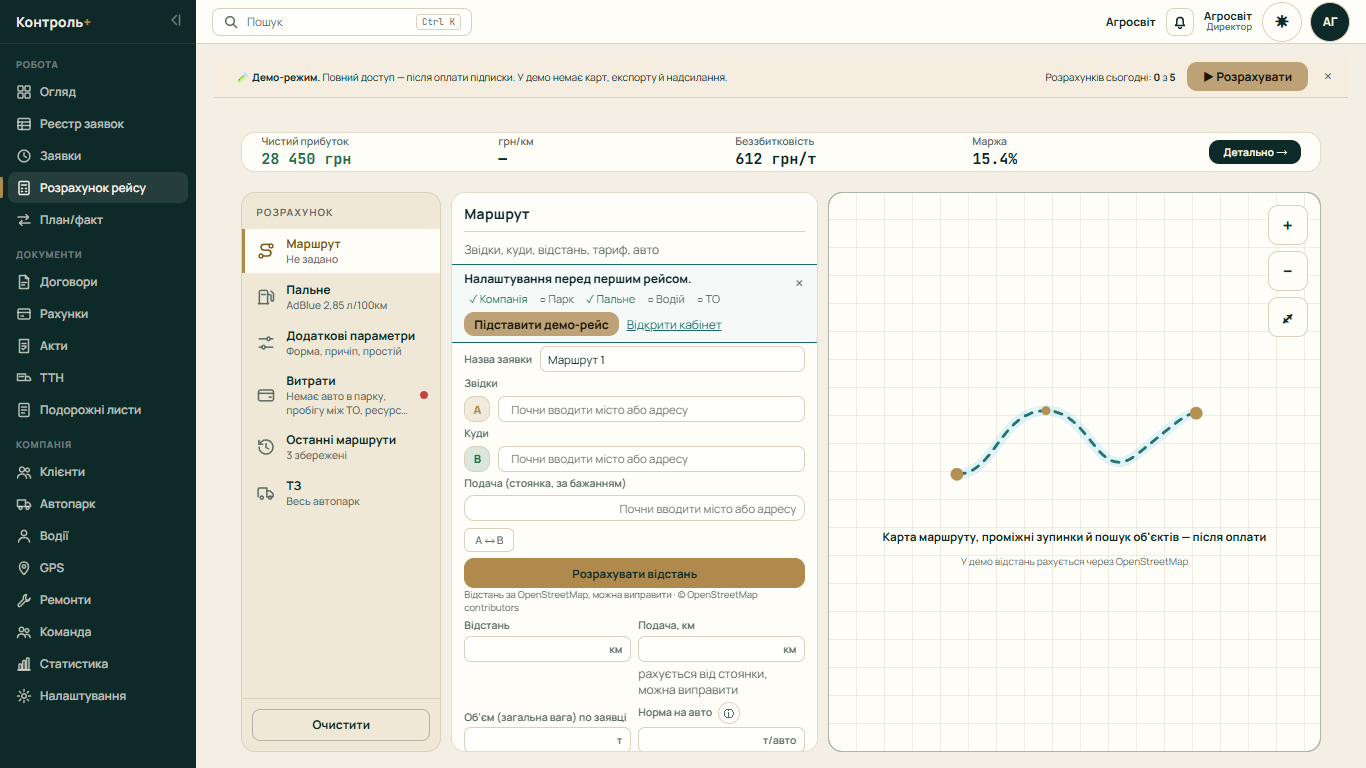 Контроль+
РОБОТА
Огляд
Реєстр заявок
Заявки
Розрахунок рейсу
План/факт
ДОКУМЕНТИ
Договори
Рахунки
Акти
ТТН
Подорожні листи
КОМПАНІЯ
Клієнти
Автопарк
Водії
GPS
Ремонти
Команда
Статистика
Налаштування
Пошук
Ctrl K
Агросвіт
Агросвіт
Директор
АГ
Демо-режим. Повний доступ — після оплати підписки. У демо немає карт, експорту й надсилання.
Розрахунків сьогодні: 0 з 5
▶ Розрахувати
×
Чистий прибуток
28 450 грн
грн/км
—
Беззбитковість
612 грн/т
Маржа
15.4%
Детально →
РОЗРАХУНОК
Маршрут
Не задано
Пальне
AdBlue 2,85 л/100км
Додаткові параметри
Форма, причіп, простій
Витрати
Немає авто в парку,
пробігу між ТО, ресурс...
Останні маршрути
3 збережені
ТЗ
Весь автопарк
Очистити
Маршрут
Звідки, куди, відстань, тариф, авто
Налаштування перед першим рейсом.
×
✓ Компанія ○ Парк ✓ Пальне ○ Водій ○ ТО
Підставити демо-рейс
Відкрити кабінет
Назва заявки
Маршрут 1
Звідки
A
Почни вводити місто або адресу
Куди
B
Почни вводити місто або адресу
Подача (стоянка, за бажанням)
Почни вводити місто або адресу
A ↔ B
Розрахувати відстань
Відстань за OpenStreetMap, можна виправити · © OpenStreetMap
contributors
Відстань
км
Подача, км
км
рахується від стоянки,
можна виправити
Об'єм (загальна вага) по заявці
т
Норма на авто
т/авто
+
−
Карта маршруту, проміжні зупинки й пошук об'єктів — після оплати
У демо відстань рахується через OpenStreetMap